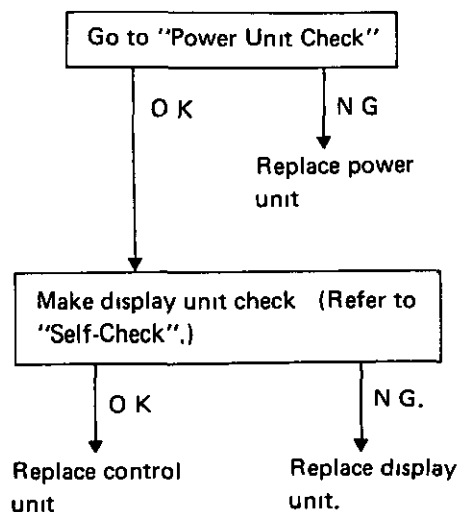 Go to "Power Unit Check"
O K
N G
Replace power
unit
Make display unit check (Refer to
"Self-Check".)
O K
N G.
Replace control
unit
Replace display
unit.